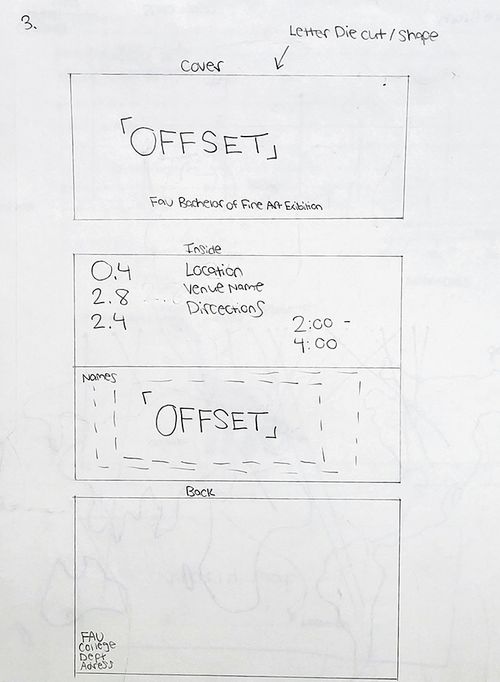 3.
Letter Die cut / Shape
Cover
「OFFSET」
Fau Bachelor of Fine Art Exibition
Inside
0.4 Location
2.8 .... Venue Name
2.4 Dircections
2:00 -
4:00
Names
「OFFSET」
Back
FAU
College
Dept
Adress